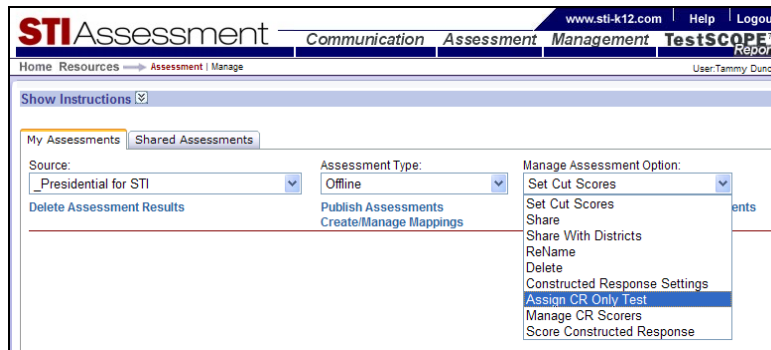 www.sti-k12.com | Help | Logou
STIAssessment
Communication Assessment Management TestSCOPE
Repor
Home Resources Assessment | Manage User:Tammy Dunc
Show Instructions
My Assessments Shared Assessments
Source: Assessment Type: Manage Assessment Option:
_Presidential for STI Offline Set Cut Scores
Delete Assessment Results Publish Assessments ents
Create/Manage Mappings
Set Cut Scores
Share
Share With Districts
ReName
Delete
Constructed Response Settings
Assign CR Only Test
Manage CR Scorers
Score Constructed Response